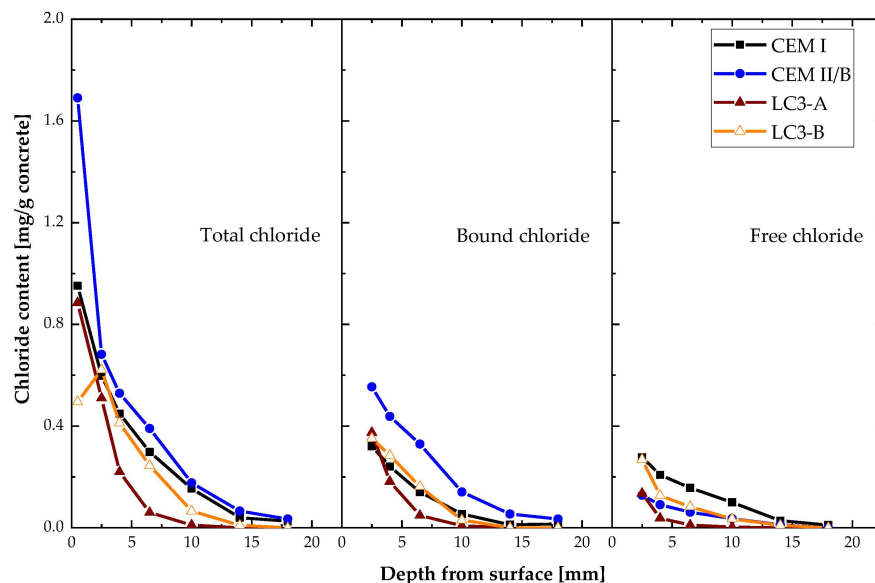 2.0
1.6
1.2
0.8
0.4
0.0
Chloride content [mg/g concrete]
CEM I
CEM II/B
LC3-A
LC3-B
Total chloride
Bound chloride
Free chloride
0 5 10 15 20 0 5 10 15 20 0 5 10 15 20
Depth from surface [mm]